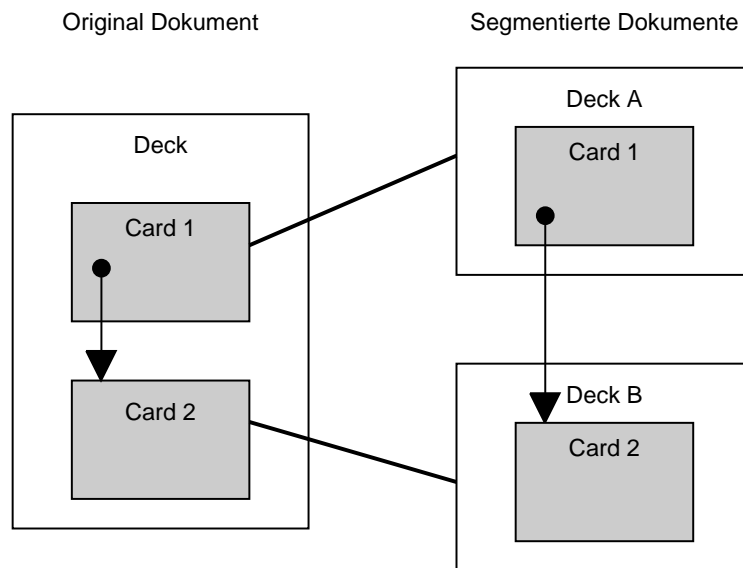 Original Dokument
Segmentierte Dokumente
Deck
Card 1
Card 2
Deck A
Card 1
Deck B
Card 2